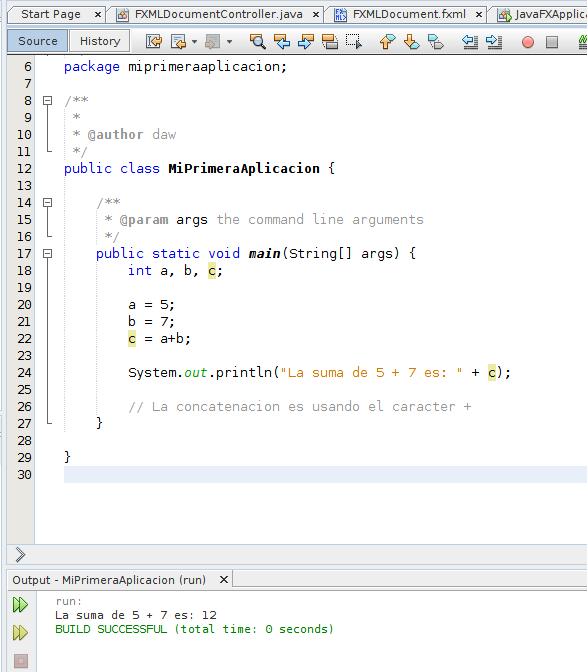 Start Page × FXMLDocumentController.java × FXMLDocument.fxml × JavaFXApplic
Source History
6 package miprimeraaplicacion;
7
8 /**
9 *
10 * @author daw
11 */
12 public class MiPrimeraAplicacion {
13
14 /**
15 * @param args the command line arguments
16 */
17 public static void main(String[] args) {
18 int a, b, c;
19
20 a = 5;
21 b = 7;
22 c = a+b;
23
24 System.out.println("La suma de 5 + 7 es: " + c);
25
26 // La concatenacion es usando el caracter +
27 }
28
29 }
30
Output - MiPrimeraAplicacion (run) ×
run:
La suma de 5 + 7 es: 12
BUILD SUCCESSFUL (total time: 0 seconds)